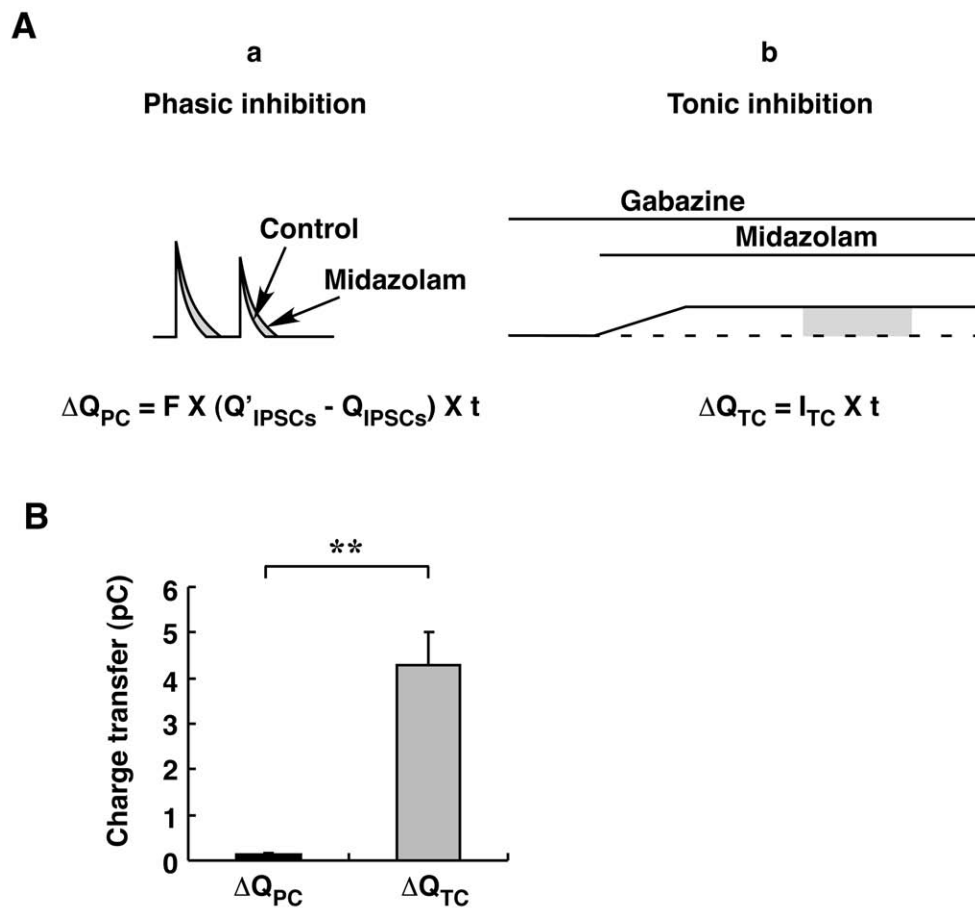 A
a
b
Phasic inhibition
Tonic inhibition
Gabazine
Midazolam
Control
Midazolam
ΔQPC = F X (Q'IPSCs - QIPSCs) X t
ΔQTC = ITC X t
B
**
Charge transfer (pC)
6
5
4
3
2
1
0
ΔQPC
ΔQTC